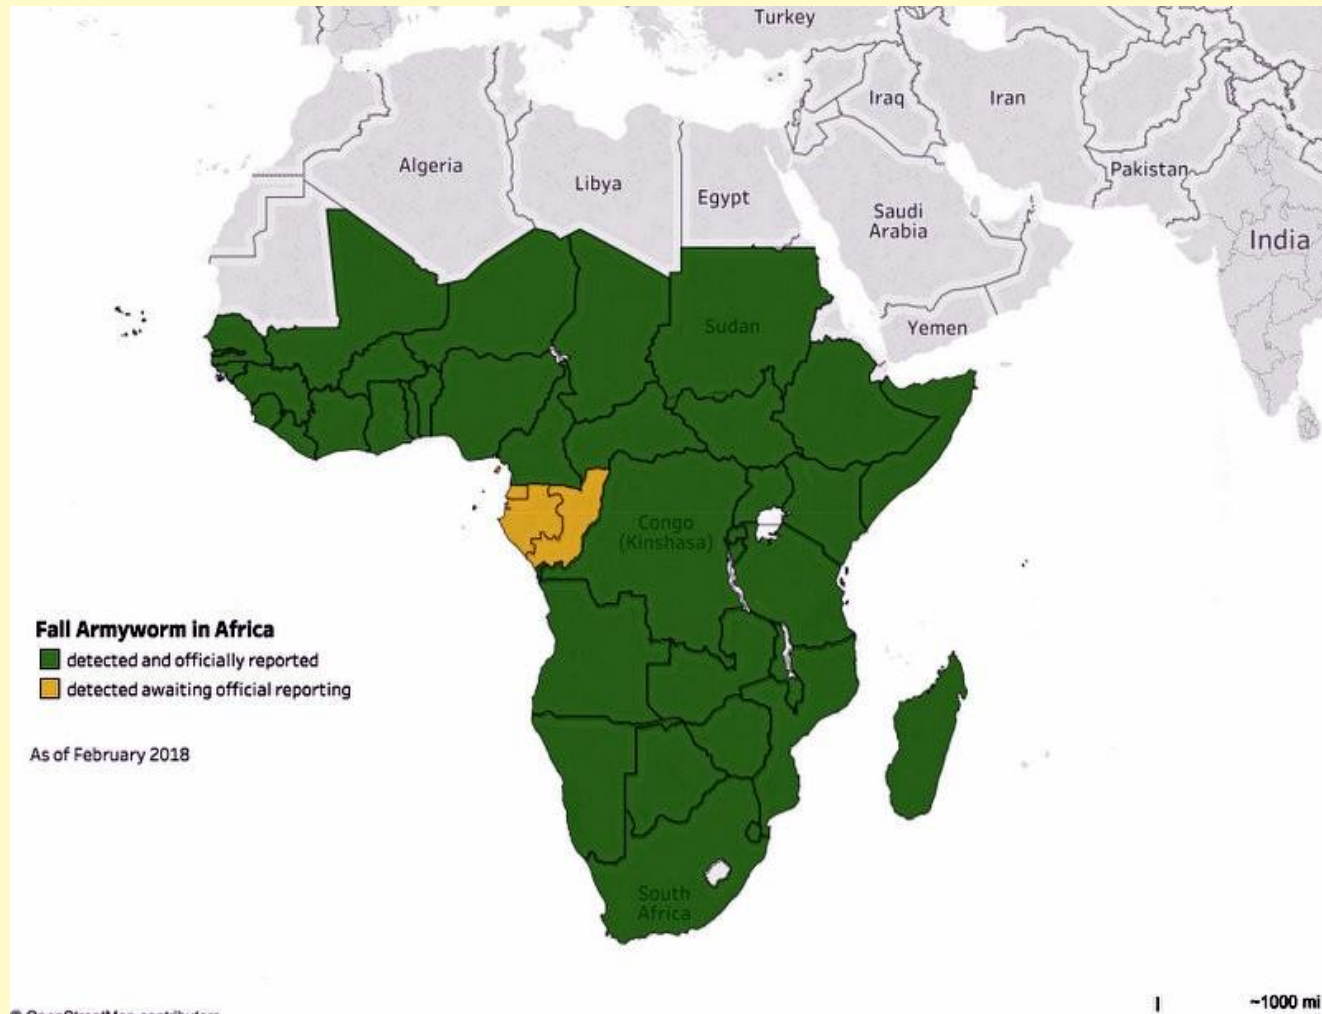 Turkey
Iraq
Iran
Algeria
Libya
Egypt
Pakistan
Saudi
Arabia
India
Sudan
Yemen
Congo
(Kinshasa)
Fall Armyworm in Africa
detected and officially reported
detected awaiting official reporting
As of February 2018
South
Africa
~1000 mi